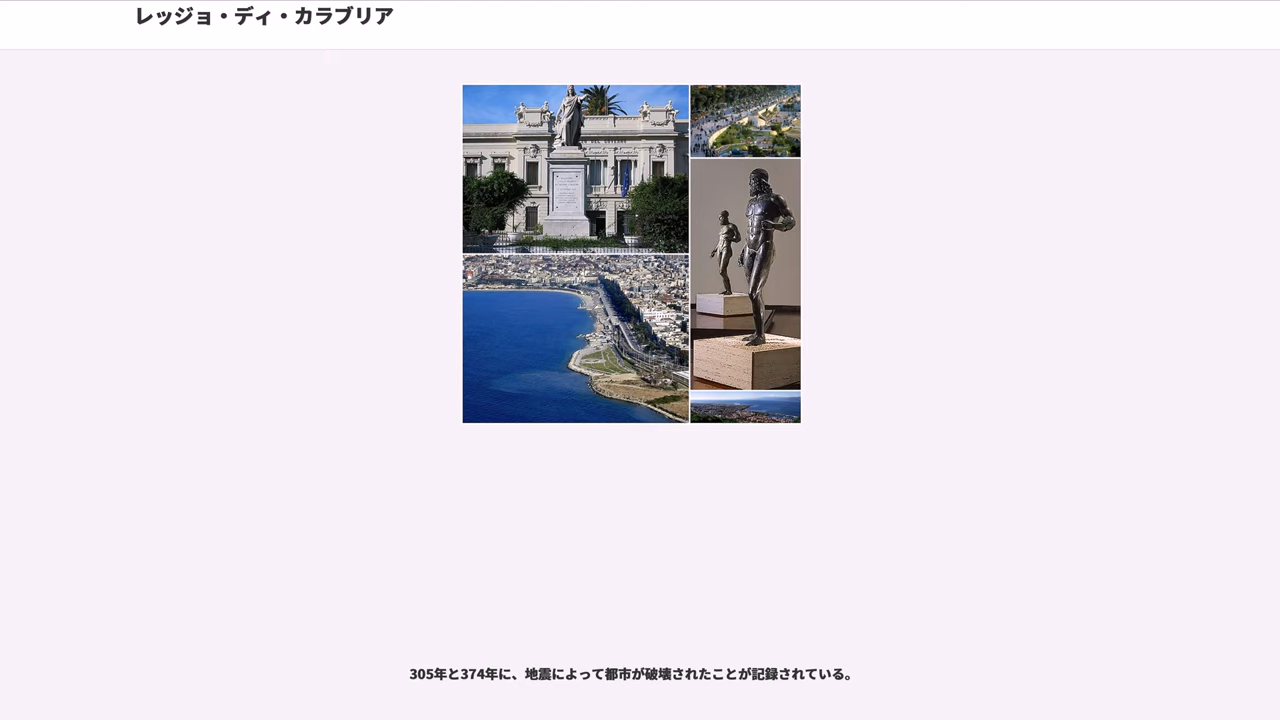 レッジョ・ディ・カラブリア
305年と374年に、地震によって都市が破壊されたことが記録されている。